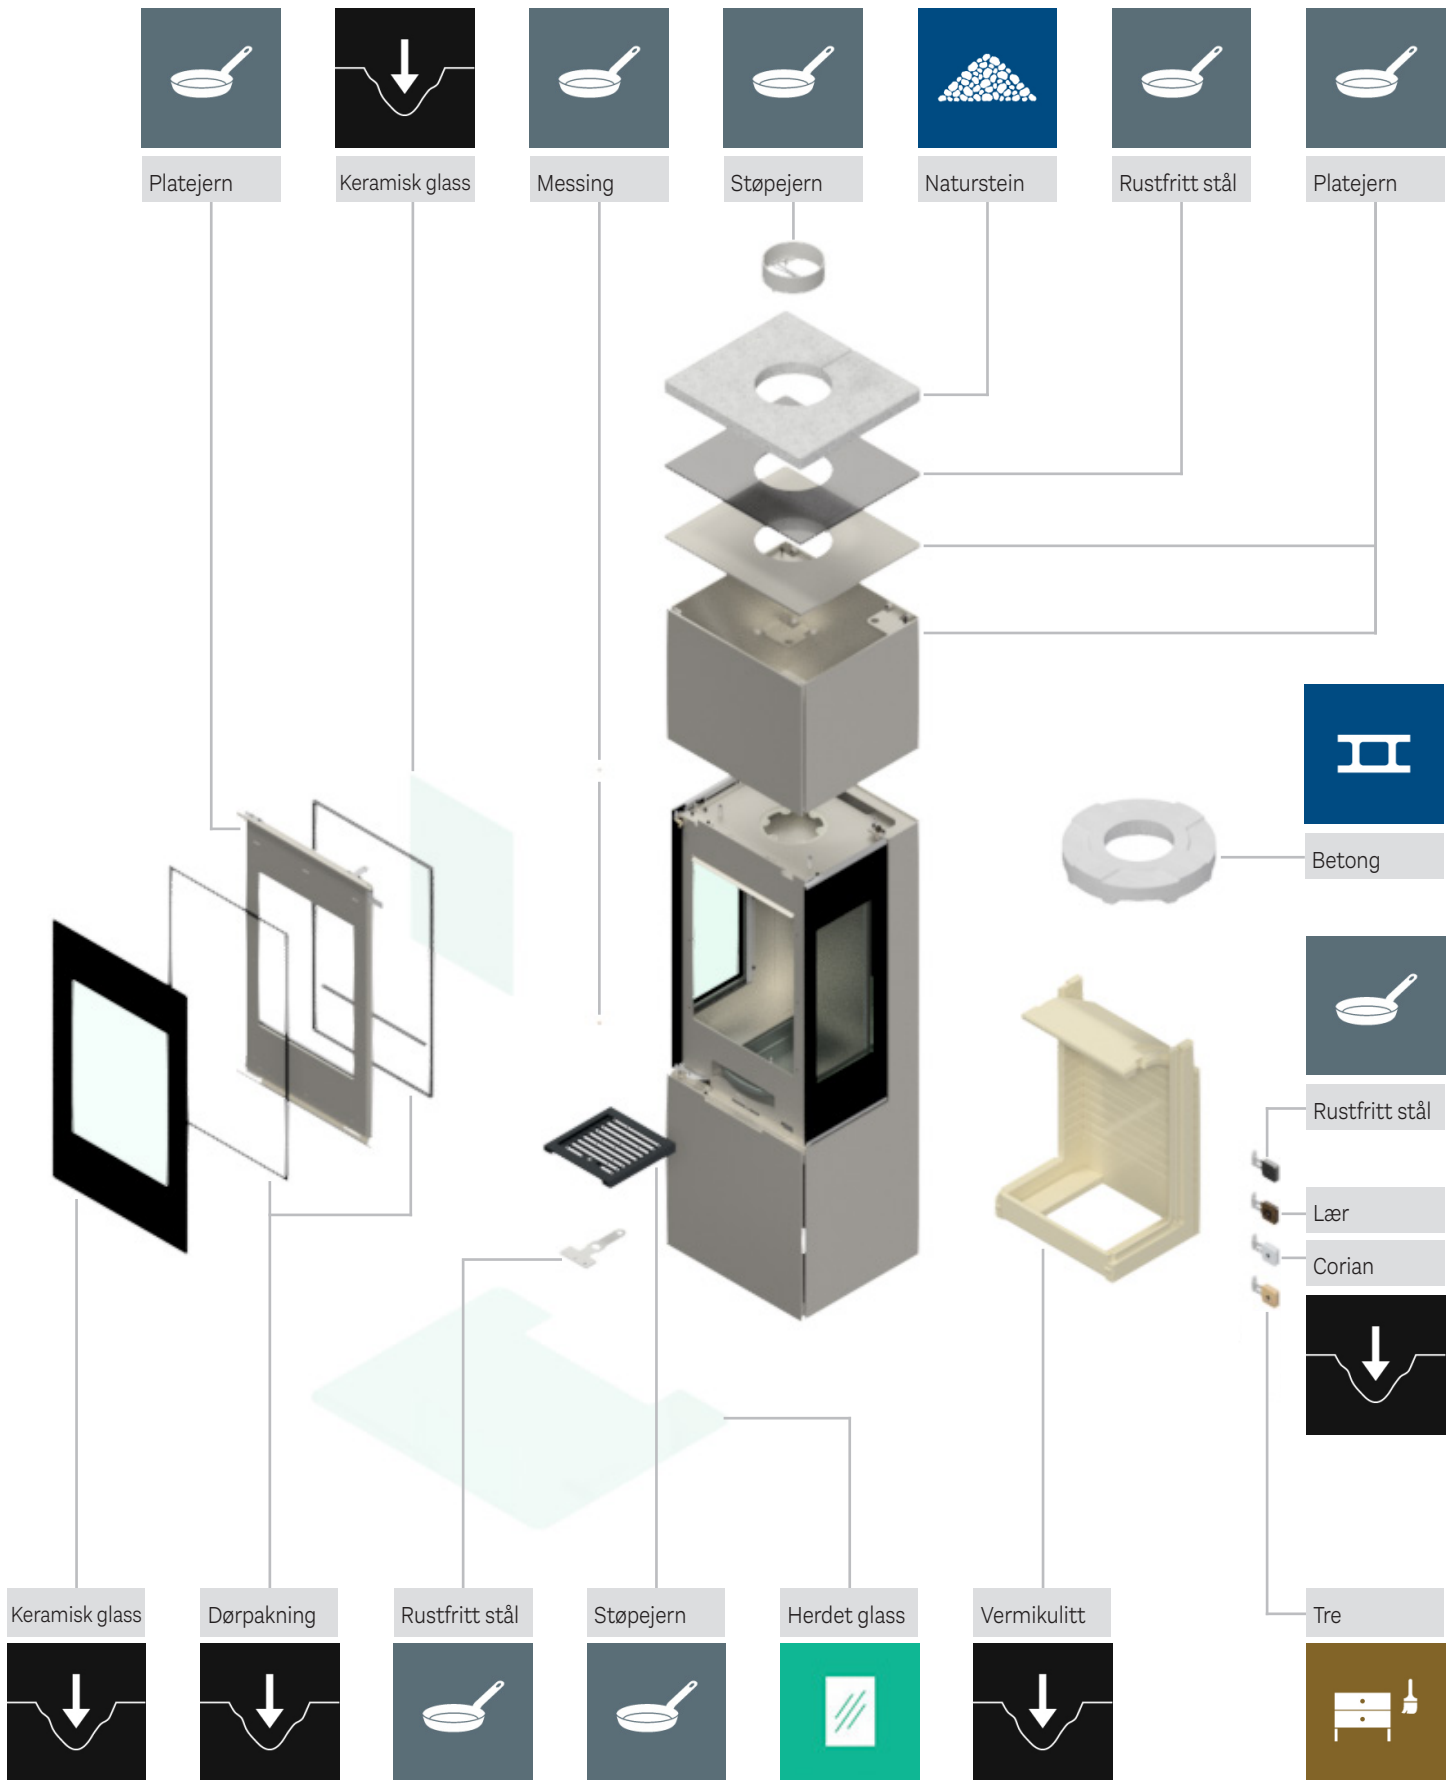 Platejern
Keramisk glass
Messing
Støpejern
Naturstein
Rustfritt stål
Platejern
Betong
Rustfritt stål
Lær
Corian
Keramisk glass
Dørpakning
Rustfritt stål
Støpejern
Herdet glass
Vermikulitt
Tre